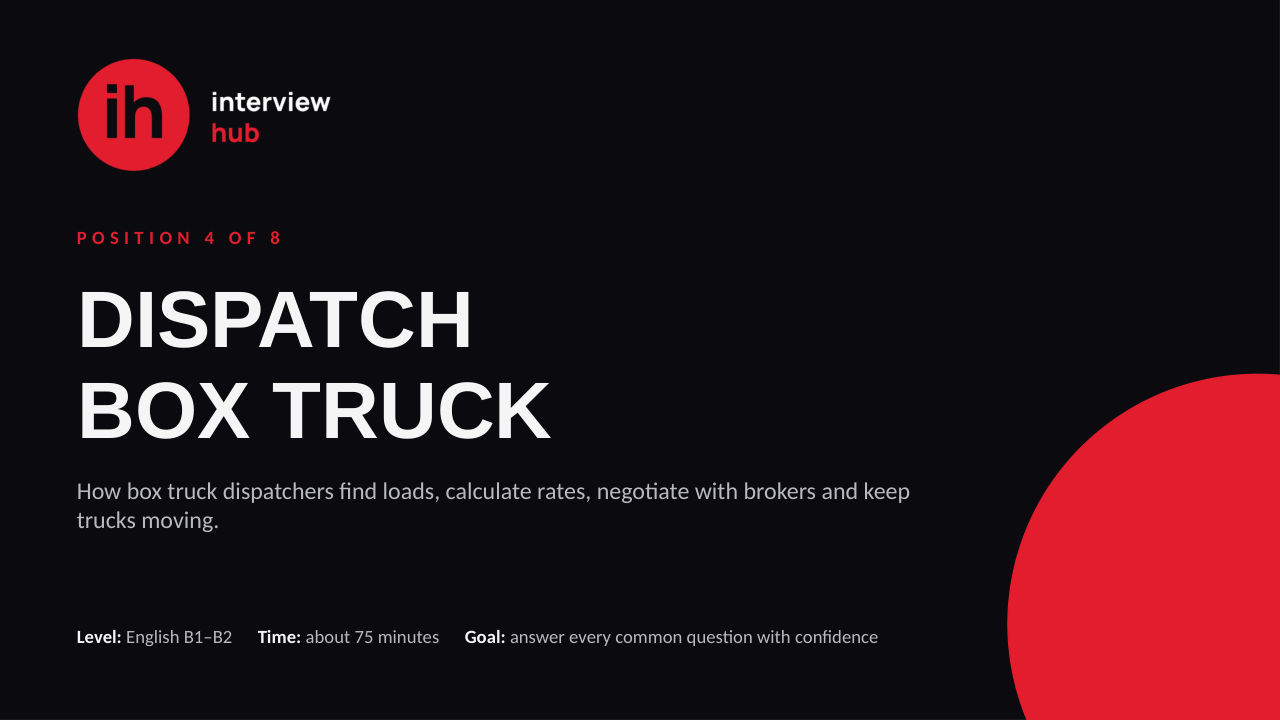 ih
interview
hub
POSITION 4 OF 8
DISPATCH
BOX TRUCK
How box truck dispatchers find loads, calculate rates, negotiate with brokers and keep
trucks moving.
Level: English B1–B2 Time: about 75 minutes Goal: answer every common question with confidence